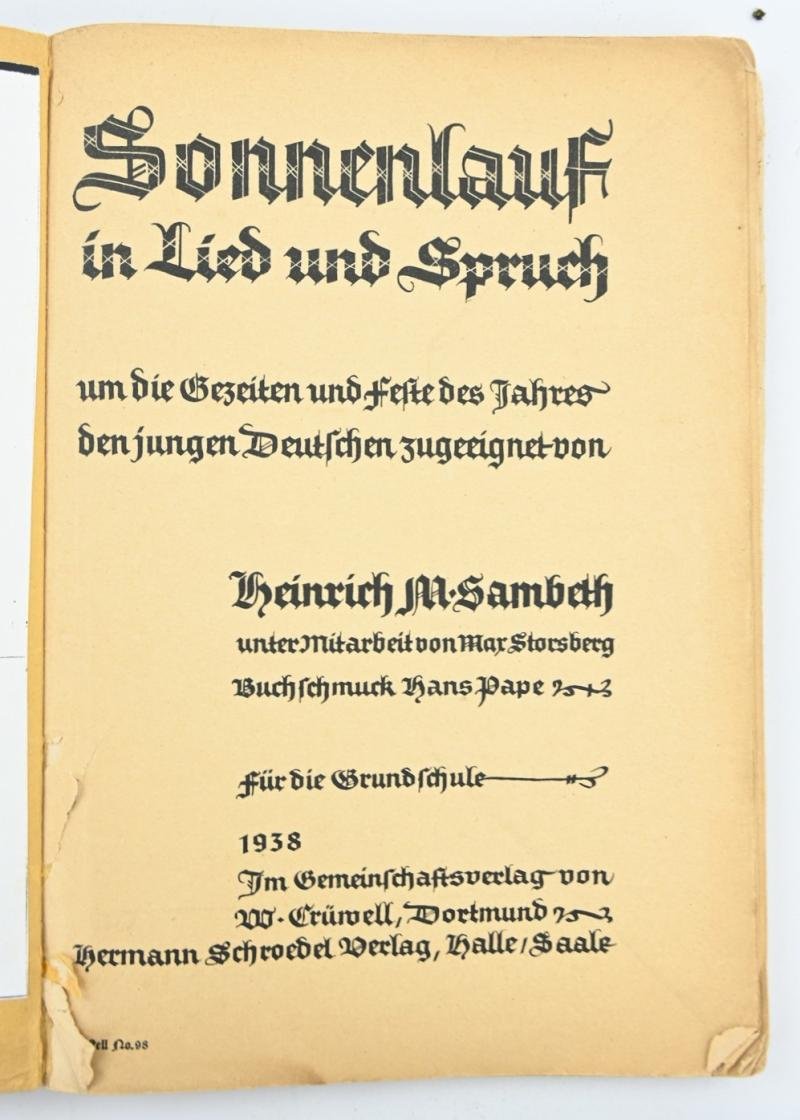 Sonnenlauf
in Lied und Spruch
um die Gezeiten und Feste des Jahres
den jungen Deutschen zugeeignet von
Heinrich M. Sambeth
unter Mitarbeit von Max Storsberg
Buchschmuck Hans Pape
Für die Grundschule
1938
Im Gemeinschaftsverlag von
W. Crüwell, Dortmund
Hermann Schroedel Verlag, Halle/Saale
No. 98